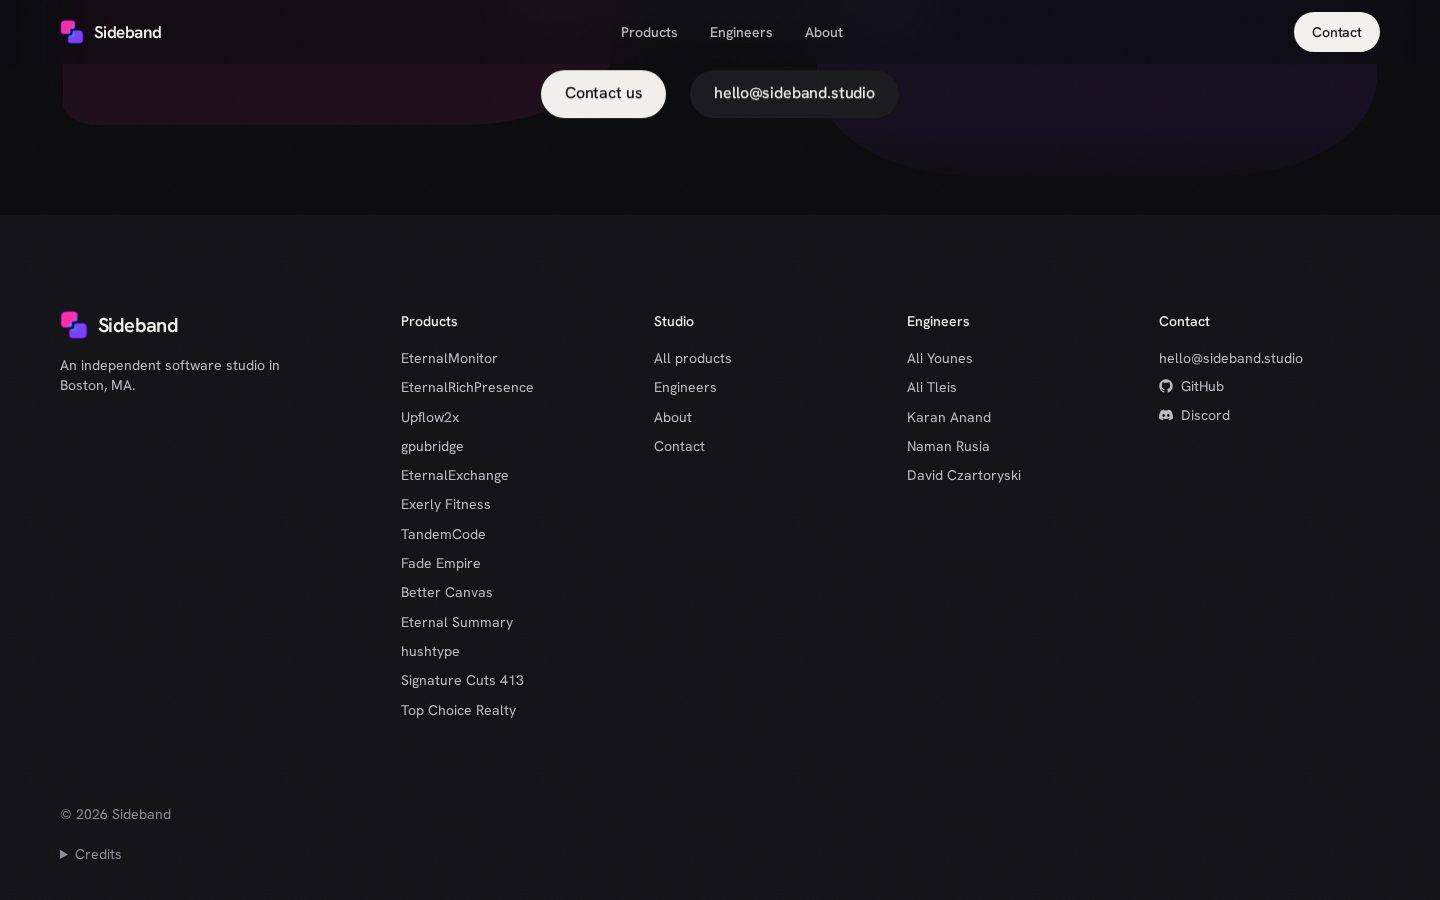 Sideband
Products
Engineers
About
Contact
Contact us
hello@sideband.studio
Sideband
An independent software studio in
Boston, MA.
Products
EternalMonitor
EternalRichPresence
Upflow2x
gpubridge
EternalExchange
Exerly Fitness
TandemCode
Fade Empire
Better Canvas
Eternal Summary
hushtype
Signature Cuts 413
Top Choice Realty
Studio
All products
Engineers
About
Contact
Engineers
Ali Younes
Ali Tleis
Karan Anand
Naman Rusia
David Czartoryski
Contact
hello@sideband.studio
GitHub
Discord
© 2026 Sideband
Credits